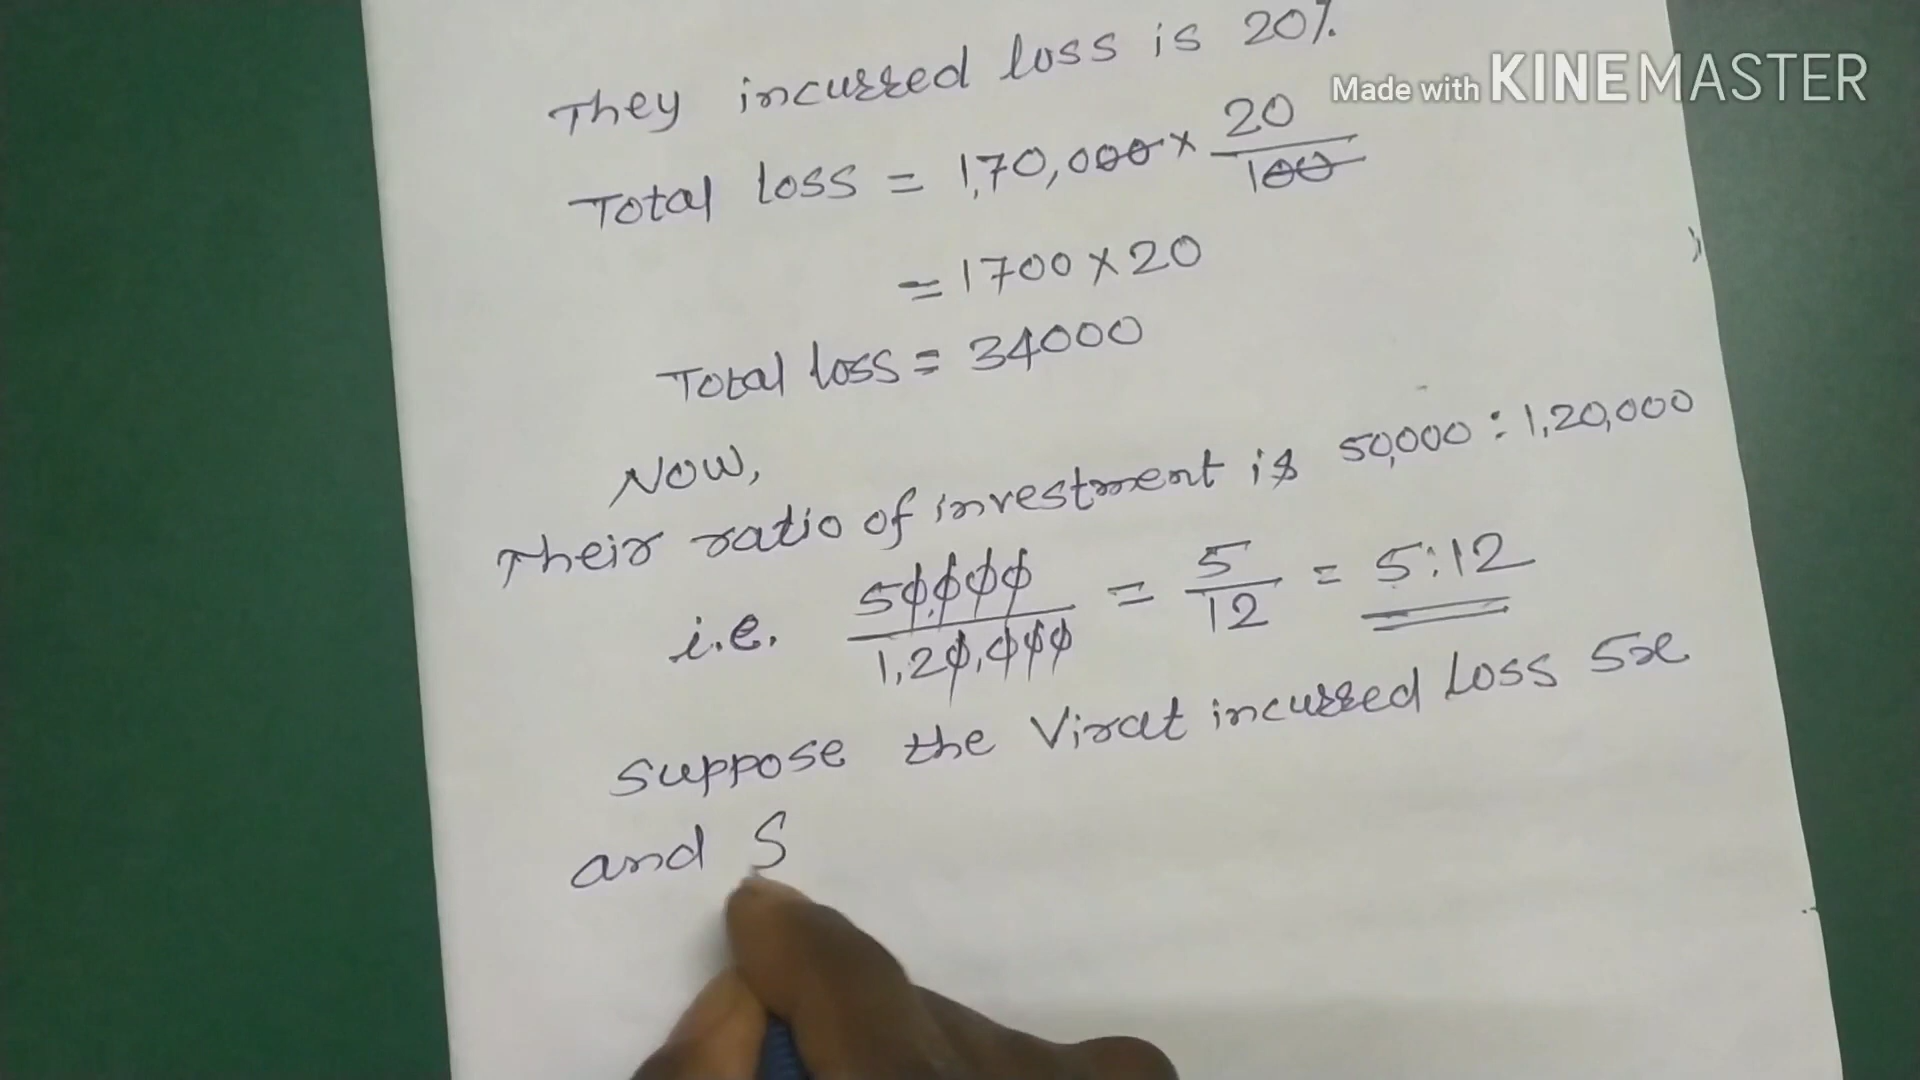 They incurred loss is 20%.
Made with KINEMASTER
Total loss = 1,70,000 × 20/100
= 1700 × 20
Total loss = 34000
Now,
Their ratio of investment is 50,000 : 1,20,000
i.e. 50,000/1,20,000 = 5/12 = 5:12
suppose the Virat incurred loss 5x
and S